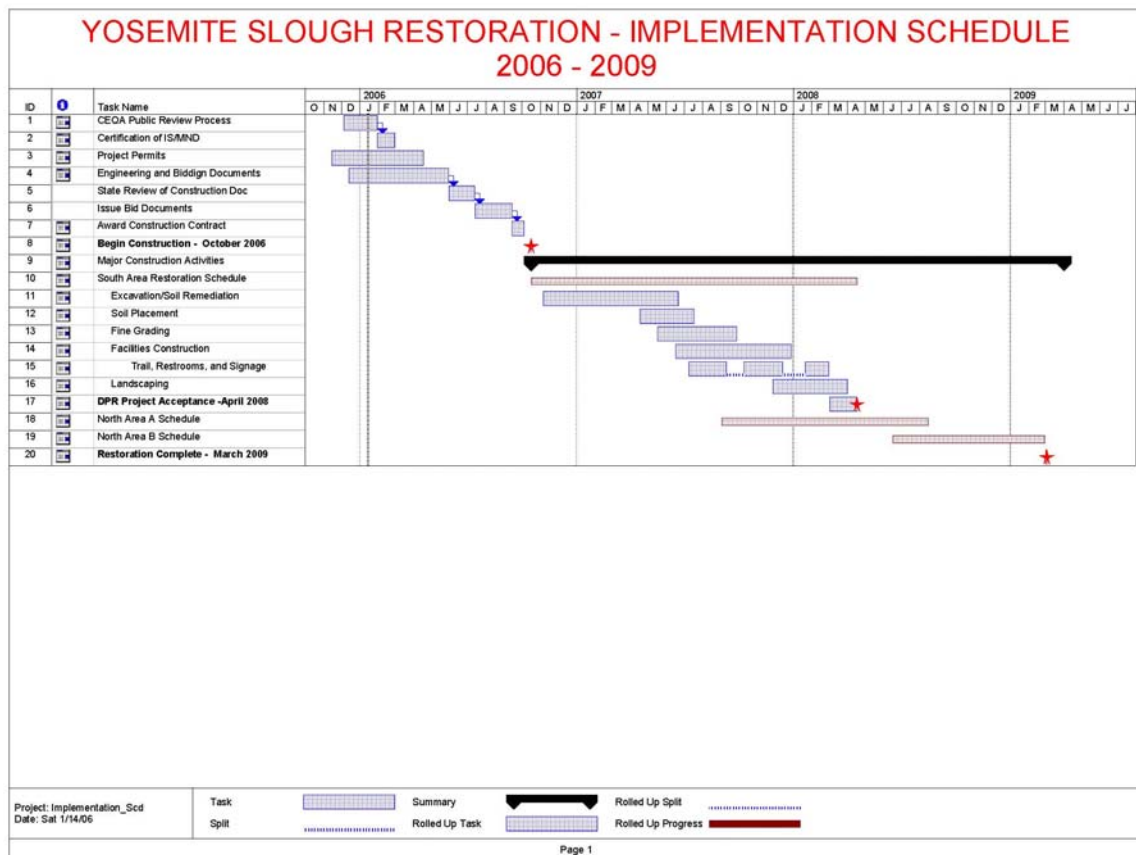 YOSEMITE SLOUGH RESTORATION - IMPLEMENTATION SCHEDULE
2006 - 2009
2006 2007 2008 2009
ID Task Name O N D J F M A M J J A S O N D J F M A M J J A S O N D J F M A M J J A S O N D J F M A M J J
1 CEQA Public Review Process
2 Certification of IS/MND
3 Project Permits
4 Engineering and Biddign Documents
5 State Review of Construction Doc
6 Issue Bid Documents
7 Award Construction Contract
8 Begin Construction - October 2006
9 Major Construction Activities
10 South Area Restoration Schedule
11 Excavation/Soil Remediation
12 Soil Placement
13 Fine Grading
14 Facilities Construction
15 Trail, Restrooms, and Signage
16 Landscaping
17 DPR Project Acceptance -April 2008
18 North Area A Schedule
19 North Area B Schedule
20 Restoration Complete - March 2009
Project: Implementation_Scd
Date: Sat 1/14/06
Task Summary Rolled Up Split
Split Rolled Up Task Rolled Up Progress
Page 1